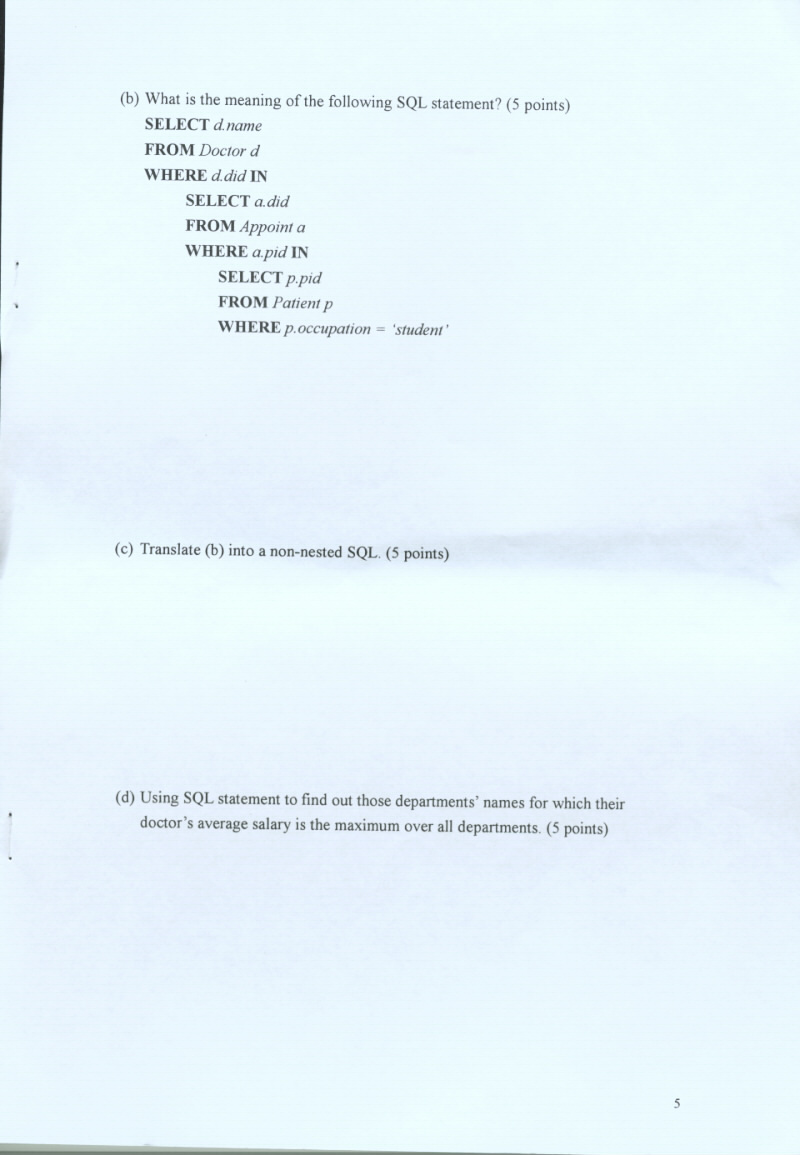 (b) What is the meaning of the following SQL statement? (5 points)
SELECT d.name
FROM Doctor d
WHERE d.did IN
SELECT a.did
FROM Appoint a
WHERE a.pid IN
SELECT p.pid
FROM Patient p
WHERE p.occupation = ‘student’
(c) Translate (b) into a non-nested SQL. (5 points)
(d) Using SQL statement to find out those departments’ names for which their
doctor’s average salary is the maximum over all departments. (5 points)
5